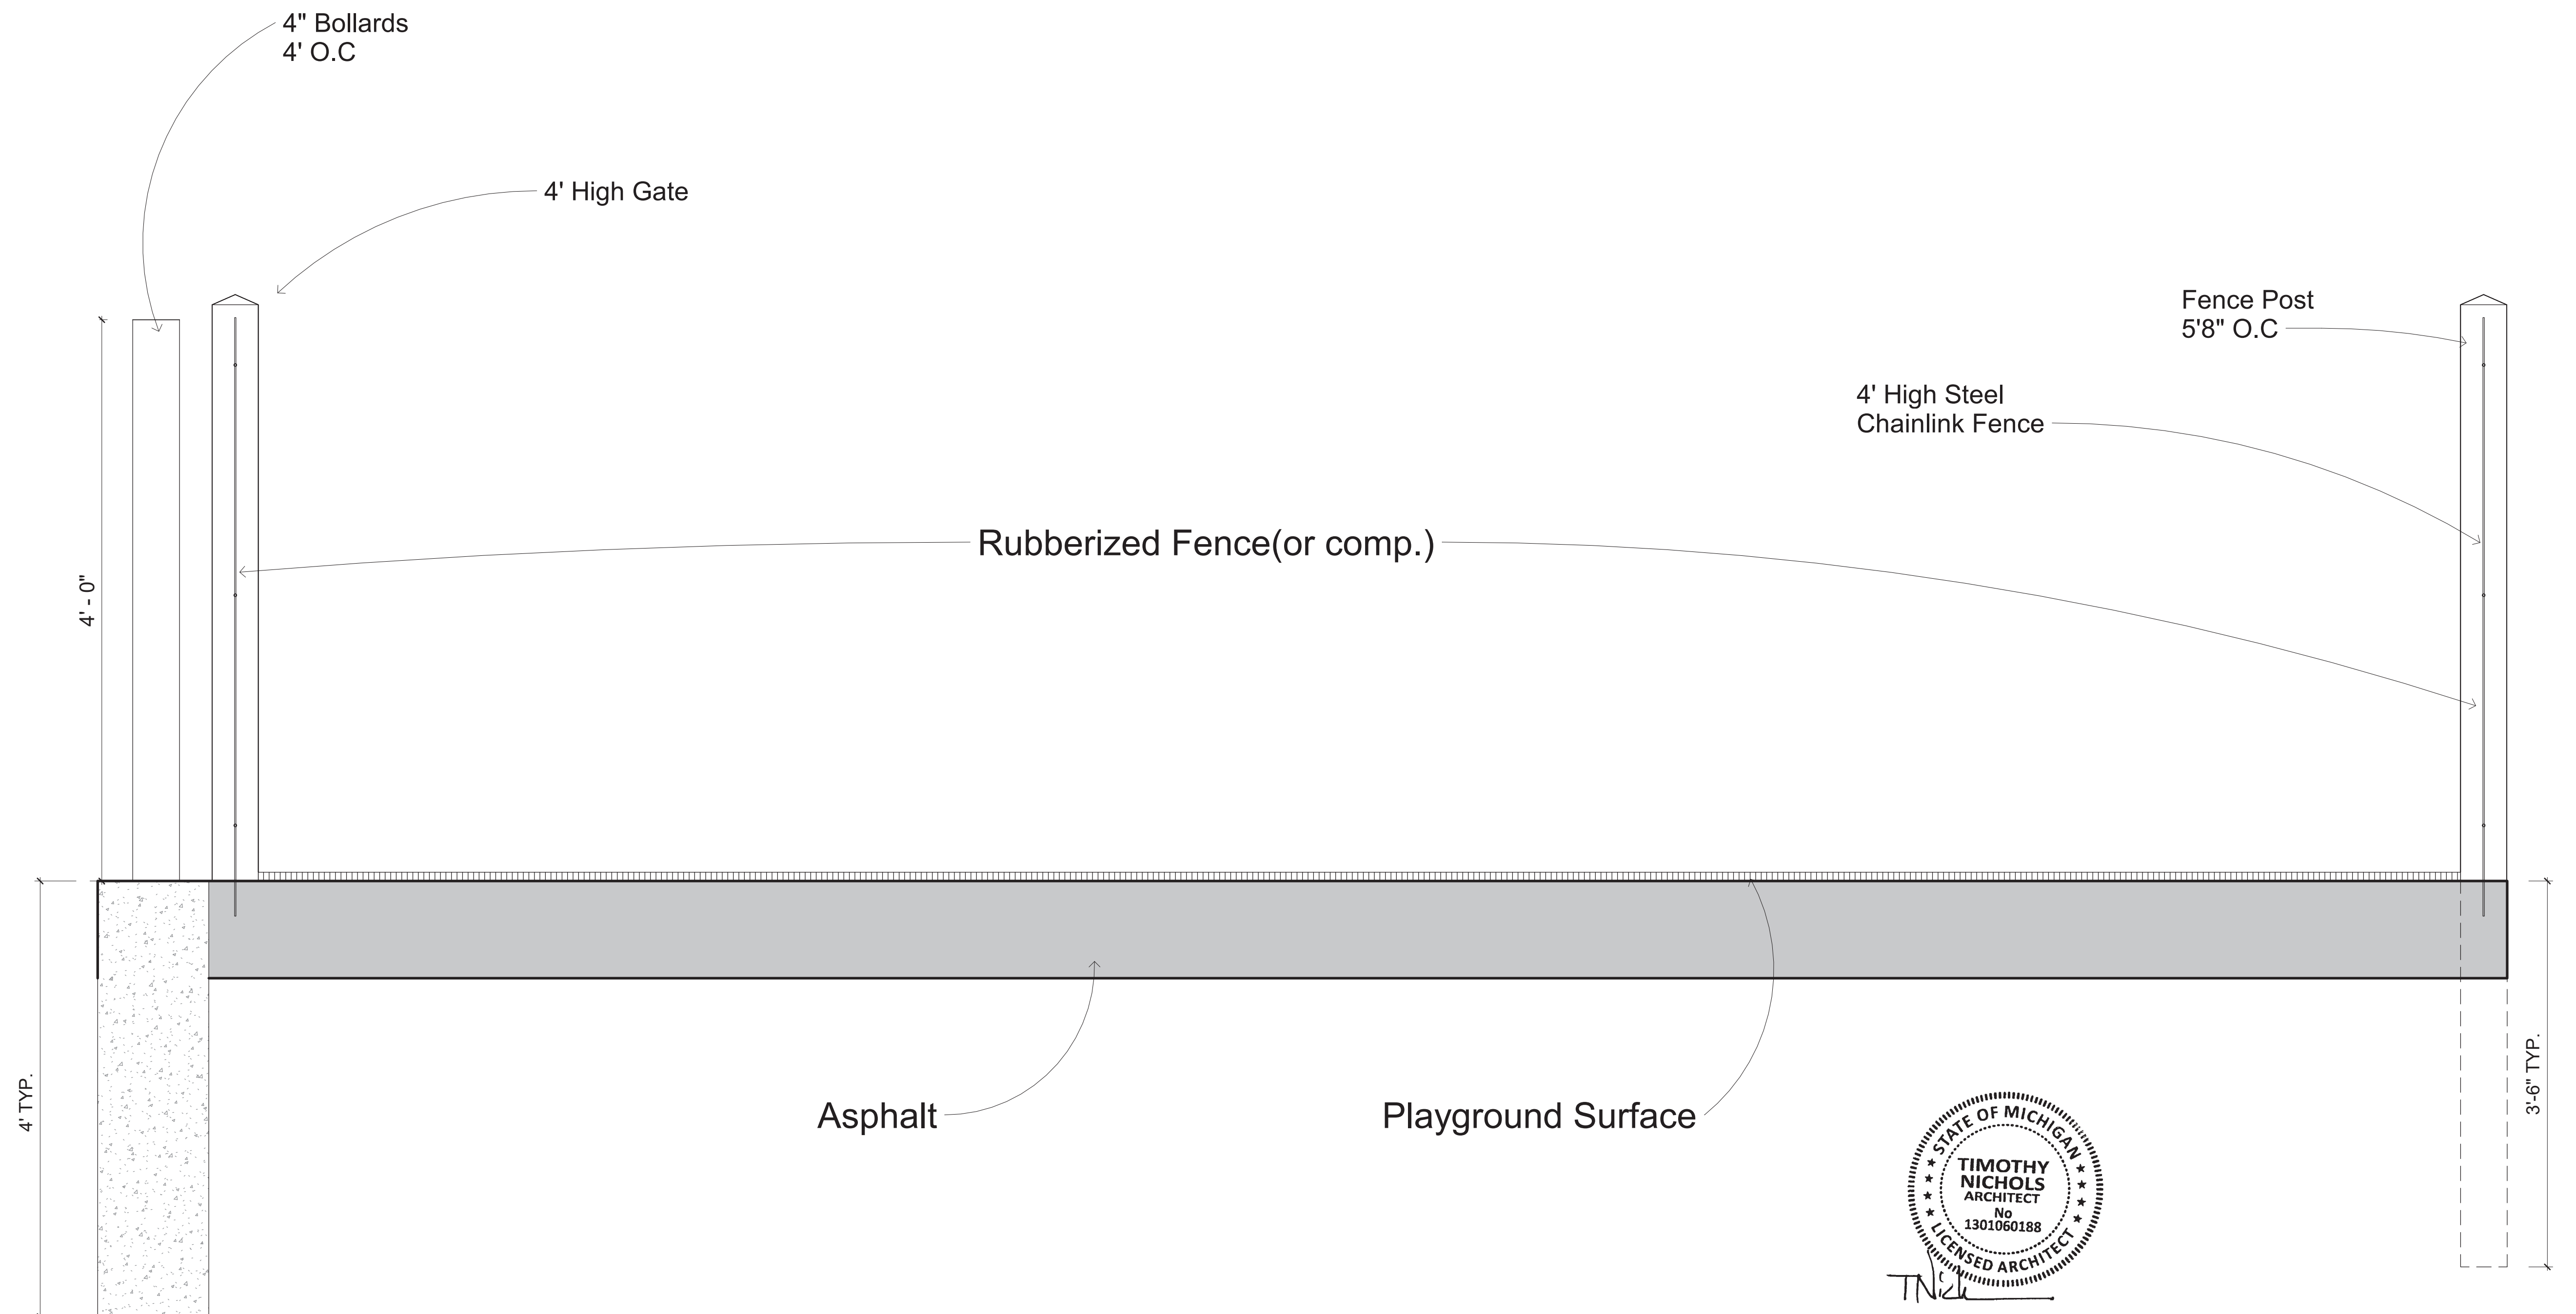 4" Bollards
4' O.C
4' High Gate
Fence Post
5'8" O.C
4' High Steel
Chainlink Fence
Rubberized Fence(or comp.)
4' - 0"
4' TYP.
3'-6" TYP.
Asphalt
Playground Surface
STATE OF MICHIGAN
TIMOTHY
NICHOLS
ARCHITECT
No
1301060188
LICENSED ARCHITECT